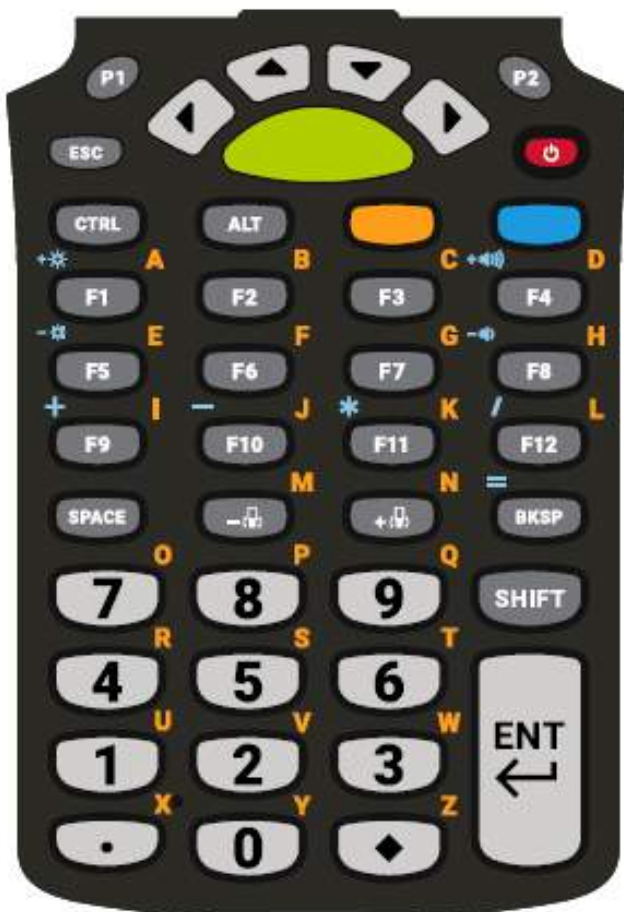 P1 P2
ESC
CTRL ALT
A B C + D
F1 F2 F3 F4
- E F G - H
F5 F6 F7 F8
+ I - J * K / L
F9 F10 F11 F12
M N =
SPACE - + BKSP
O P Q
7 8 9 SHIFT
R S T
4 5 6
U V W
1 2 3 ENT
X Y Z
. 0